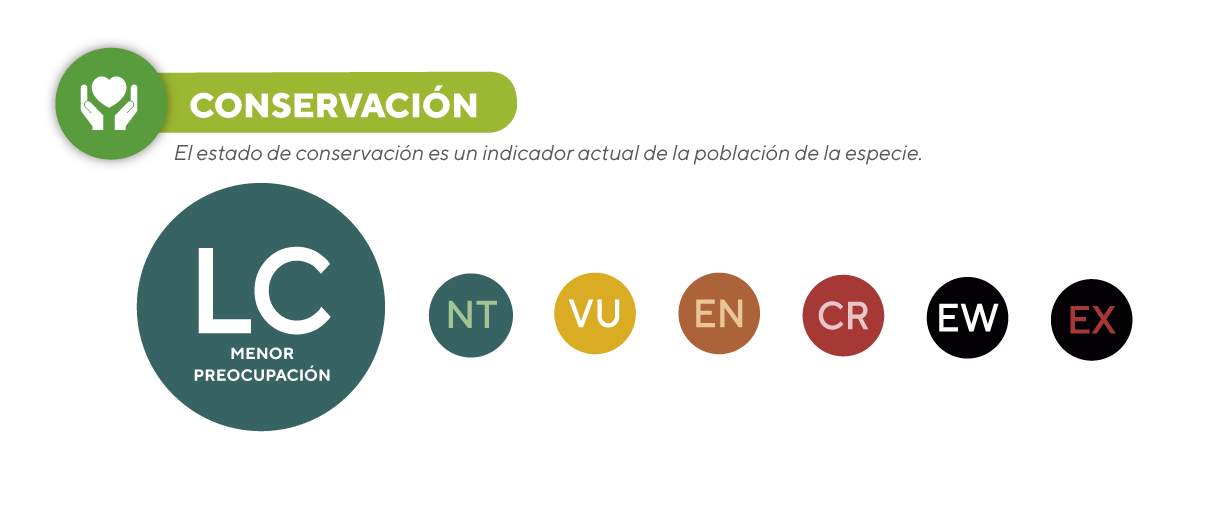 CONSERVACIÓN
El estado de conservación es un indicador actual de la población de la especie.
LC
MENOR
PREOCUPACIÓN
NT
VU
EN
CR
EW
EX